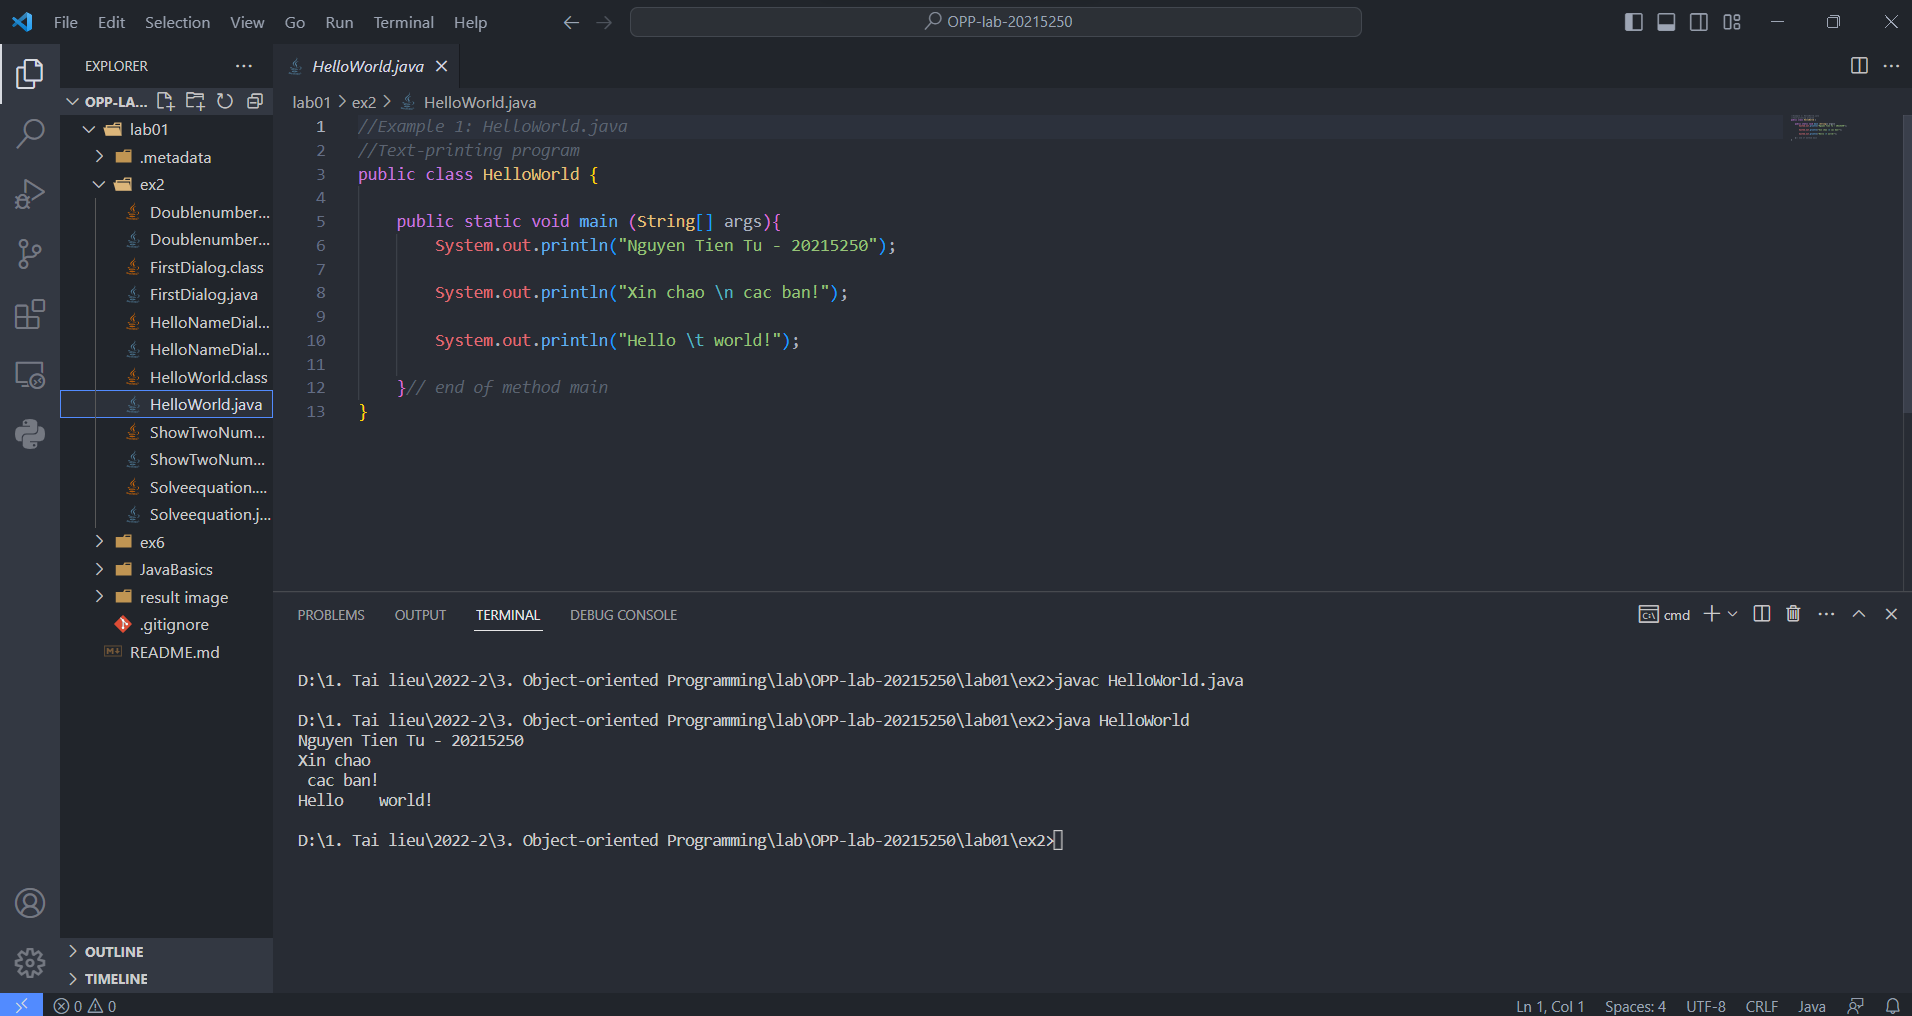 File Edit Selection View Go Run Terminal Help
OPP-lab-20215250
EXPLORER
HelloWorld.java
OPP-LA...
lab01 > ex2 > HelloWorld.java
lab01
.metadata
ex2
Doublenumber...
Doublenumber...
FirstDialog.class
FirstDialog.java
HelloNameDial...
HelloNameDial...
HelloWorld.class
HelloWorld.java
ShowTwoNum...
ShowTwoNum...
Solveequation....
Solveequation.j...
ex6
JavaBasics
result image
.gitignore
README.md
OUTLINE
TIMELINE
1 //Example 1: HelloWorld.java
2 //Text-printing program
3 public class HelloWorld {
4
5 public static void main (String[] args){
6 System.out.println("Nguyen Tien Tu - 20215250");
7
8 System.out.println("Xin chao \n cac ban!");
9
10 System.out.println("Hello \t world!");
11
12 }// end of method main
13 }
PROBLEMS OUTPUT TERMINAL DEBUG CONSOLE
cmd
D:\1. Tai lieu\2022-2\3. Object-oriented Programming\lab\OPP-lab-20215250\lab01\ex2>javac HelloWorld.java
D:\1. Tai lieu\2022-2\3. Object-oriented Programming\lab\OPP-lab-20215250\lab01\ex2>java HelloWorld
Nguyen Tien Tu - 20215250
Xin chao
cac ban!
Hello world!
D:\1. Tai lieu\2022-2\3. Object-oriented Programming\lab\OPP-lab-20215250\lab01\ex2>
0 0
Ln 1, Col 1 Spaces: 4 UTF-8 CRLF Java